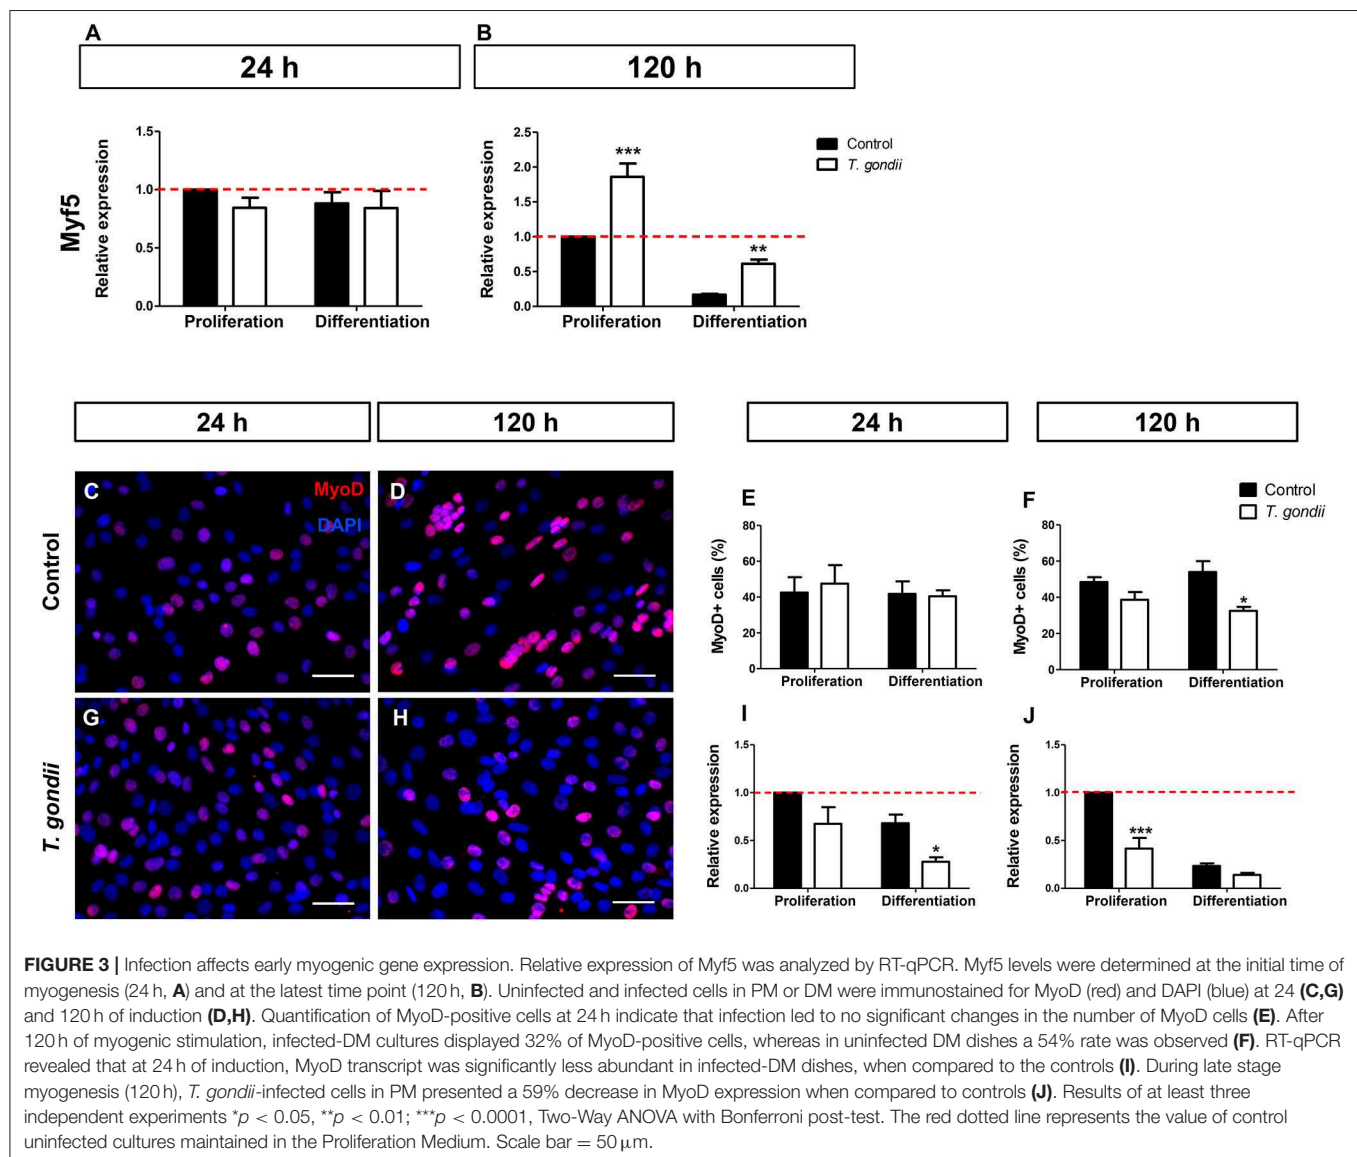 A
B
24 h
120 h
Myf5
Relative expression
1.5
1.0
0.5
0.0
Proliferation
Differentiation
Relative expression
2.5
2.0
1.5
1.0
0.5
0.0
***
**
Proliferation
Differentiation
Control
T. gondii
24 h
120 h
24 h
120 h
Control
C
MyoD
DAPI
D
E
MyoD+ cells (%)
80
60
40
20
0
Proliferation
Differentiation
F
Control
T. gondii
MyoD+ cells (%)
80
60
40
20
0
*
Proliferation
Differentiation
T. gondii
G
H
I
Relative expression
1.5
1.0
0.5
0.0
*
Proliferation
Differentiation
J
Relative expression
1.5
1.0
0.5
0.0
***
Proliferation
Differentiation
FIGURE 3 | Infection affects early myogenic gene expression. Relative expression of Myf5 was analyzed by RT-qPCR. Myf5 levels were determined at the initial time of
myogenesis (24 h, A) and at the latest time point (120 h, B). Uninfected and infected cells in PM or DM were immunostained for MyoD (red) and DAPI (blue) at 24 (C,G)
and 120 h of induction (D,H). Quantification of MyoD-positive cells at 24 h indicate that infection led to no significant changes in the number of MyoD cells (E). After
120 h of myogenic stimulation, infected-DM cultures displayed 32% of MyoD-positive cells, whereas in uninfected DM dishes a 54% rate was observed (F). RT-qPCR
revealed that at 24 h of induction, MyoD transcript was significantly less abundant in infected-DM dishes, when compared to the controls (I). During late stage
myogenesis (120 h), T. gondii-infected cells in PM presented a 59% decrease in MyoD expression when compared to controls (J). Results of at least three
independent experiments *p < 0.05, **p < 0.01; ***p < 0.0001, Two-Way ANOVA with Bonferroni post-test. The red dotted line represents the value of control
uninfected cultures maintained in the Proliferation Medium. Scale bar = 50 μm.